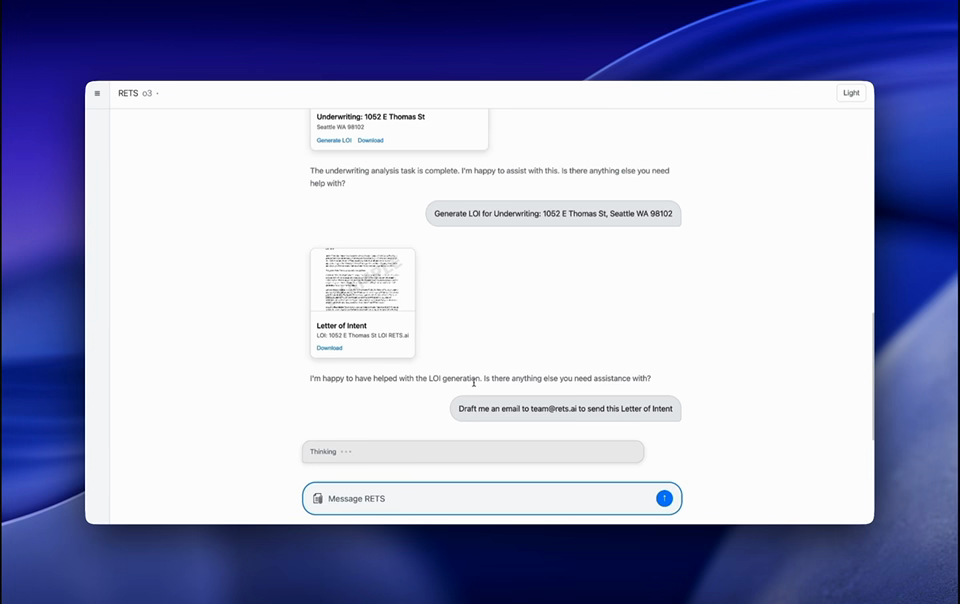 RETS o3
Light
Underwriting: 1052 E Thomas St
Seattle WA 98102
Generate LOI Download
The underwriting analysis task is complete. I'm happy to assist with this. Is there anything else you need
help with?
Generate LOI for Underwriting: 1052 E Thomas St, Seattle WA 98102
Letter of Intent
LOI: 1052 E Thomas St LOI RETS.ai
Download
I'm happy to have helped with the LOI generation. Is there anything else you need assistance with?
Draft me an email to team@rets.ai to send this Letter of Intent
Thinking
Message RETS